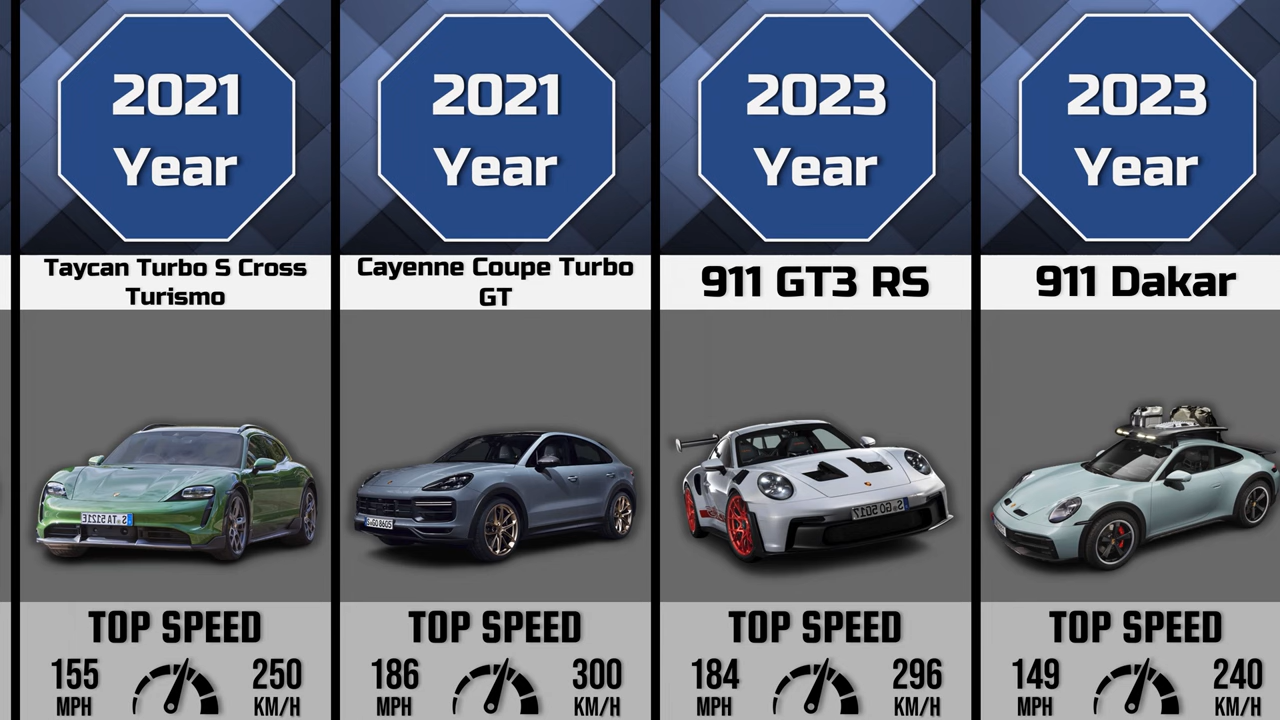 2021
Year
Taycan Turbo S Cross
Turismo
TOP SPEED
155
MPH
250
KM/H
2021
Year
Cayenne Coupe Turbo
GT
S·GO 8605
TOP SPEED
186
MPH
300
KM/H
2023
Year
911 GT3 RS
TOP SPEED
184
MPH
296
KM/H
2023
Year
911 Dakar
TOP SPEED
149
MPH
240
KM/H